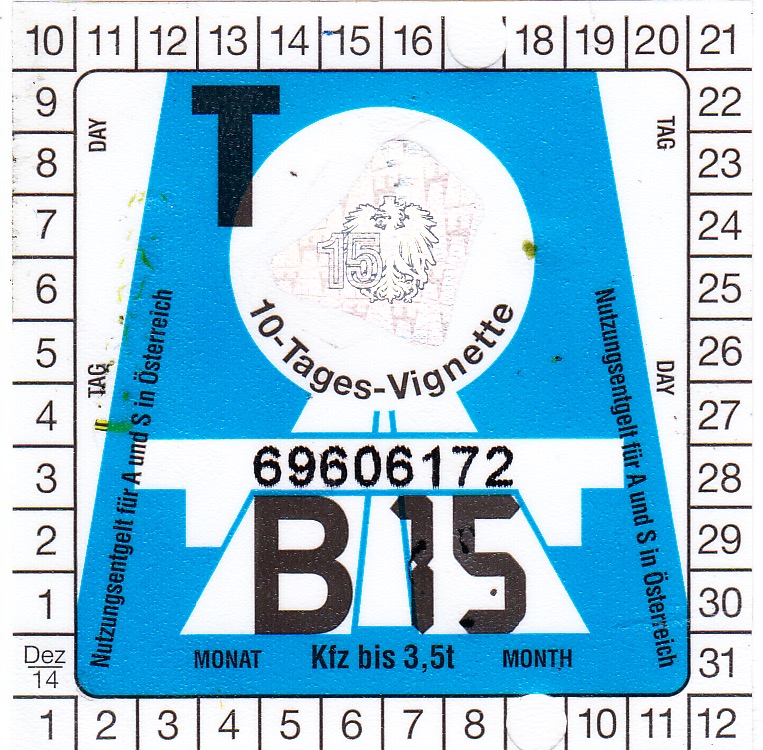 10 11 12 13 14 15 16 18 19 20 21
9 22
8 23
7 24
6 25
5 26
4 27
3 28
2 29
1 30
Dez
14
31
1 2 3 4 5 6 7 8 10 11 12
DAY
TAG
T
15
10-Tages-Vignette
TAG
DAY
Nutzungsentgelt für A und S in Österreich
Nutzungsentgelt für A und S in Österreich
69606172
B 15
MONAT Kfz bis 3,5t MONTH